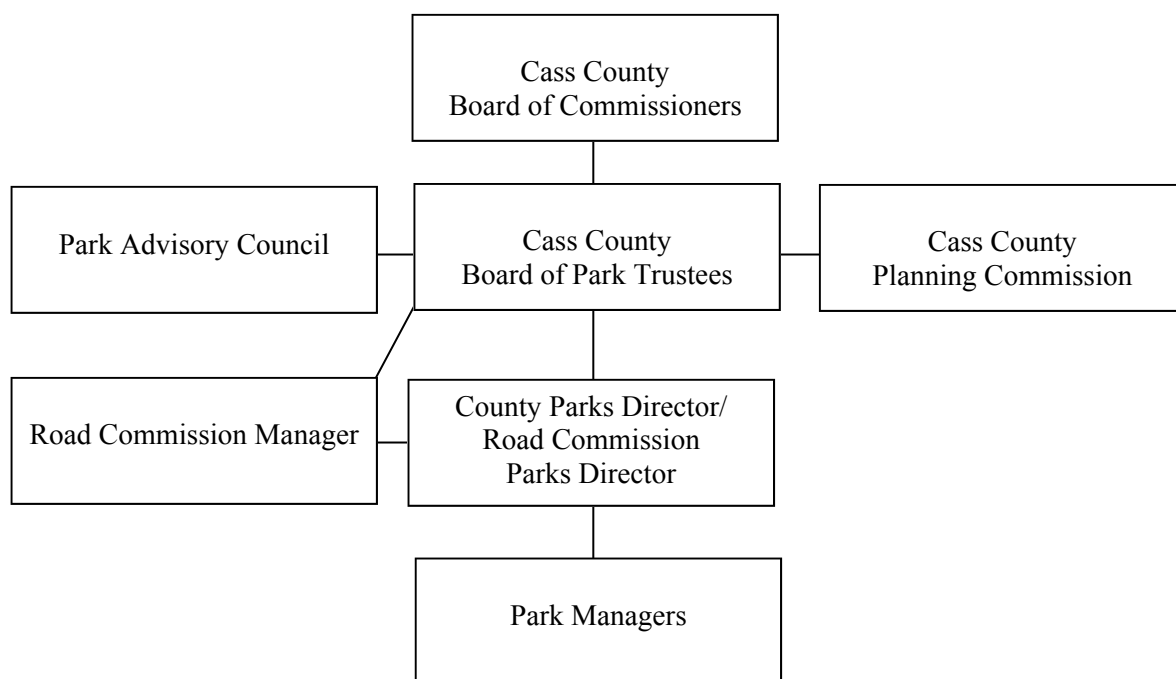 Cass County
Board of Commissioners
Park Advisory Council
Cass County
Board of Park Trustees
Cass County
Planning Commission
Road Commission Manager
County Parks Director/
Road Commission
Parks Director
Park Managers